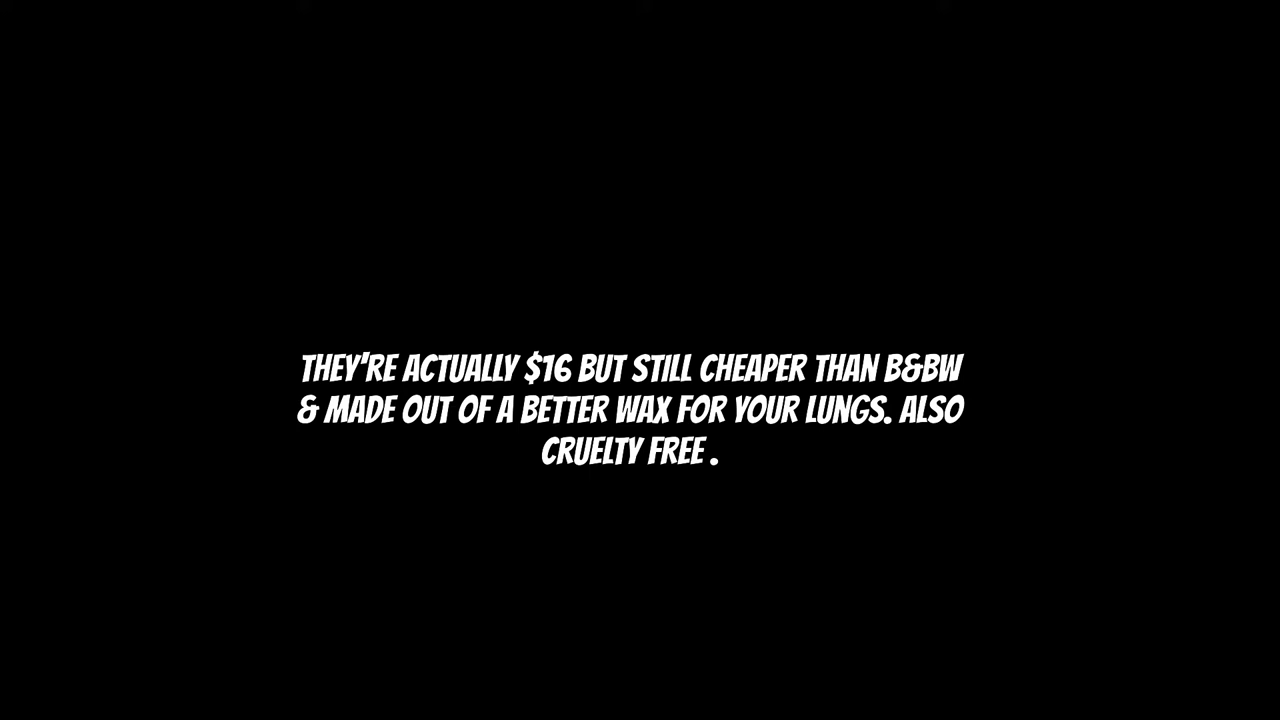 THEY'RE ACTUALLY $16 BUT STILL CHEAPER THAN B&BW
& MADE OUT OF A BETTER WAX FOR YOUR LUNGS. ALSO
CRUELTY FREE .